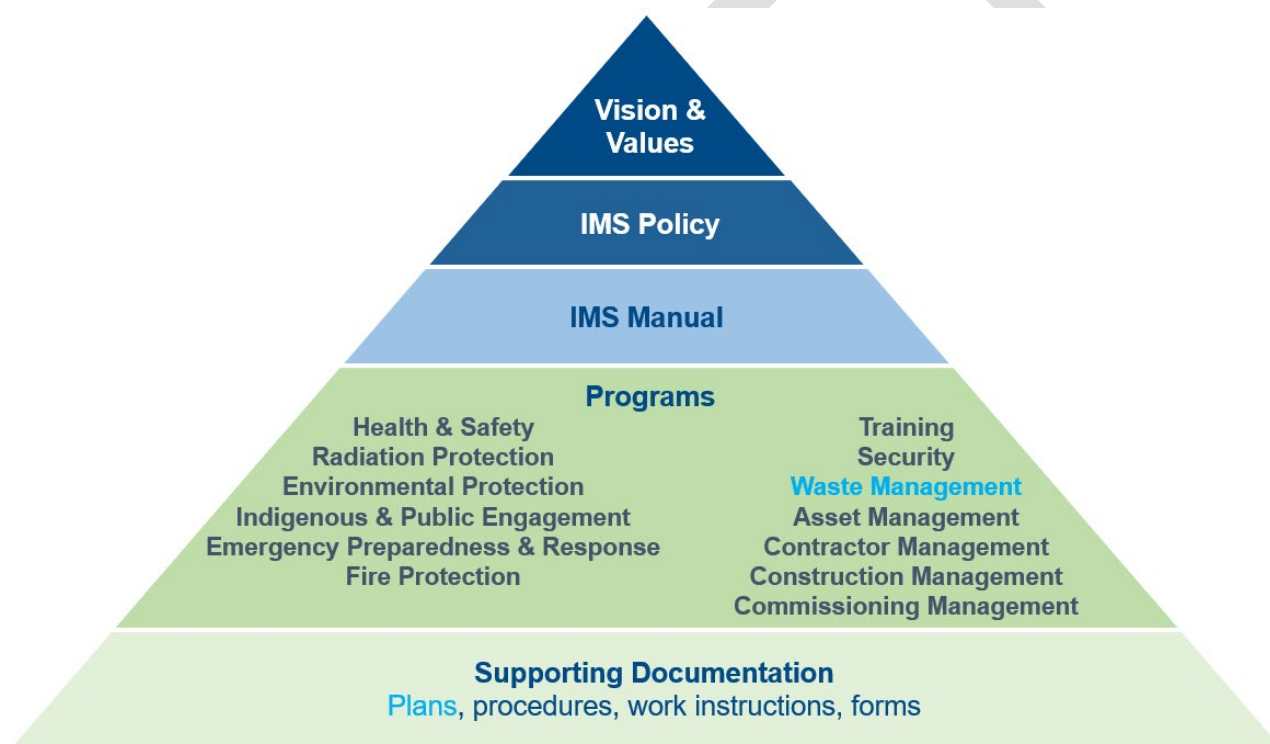 Vision &
Values
IMS Policy
IMS Manual
Programs
Health & Safety
Radiation Protection
Environmental Protection
Indigenous & Public Engagement
Emergency Preparedness & Response
Fire Protection
Training
Security
Waste Management
Asset Management
Contractor Management
Construction Management
Commissioning Management
Supporting Documentation
Plans, procedures, work instructions, forms